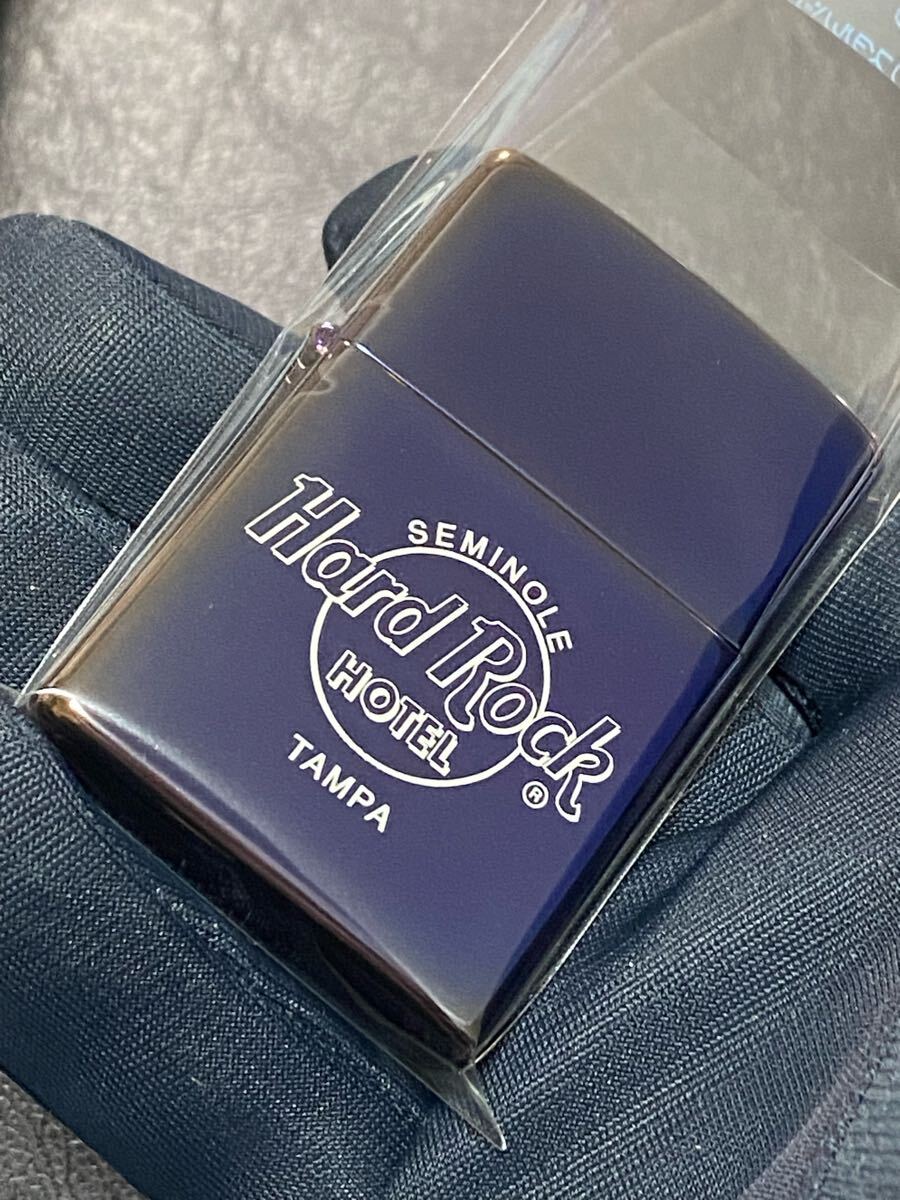 SEMINOLE
Hard Rock
HOTEL
®
TAMPA